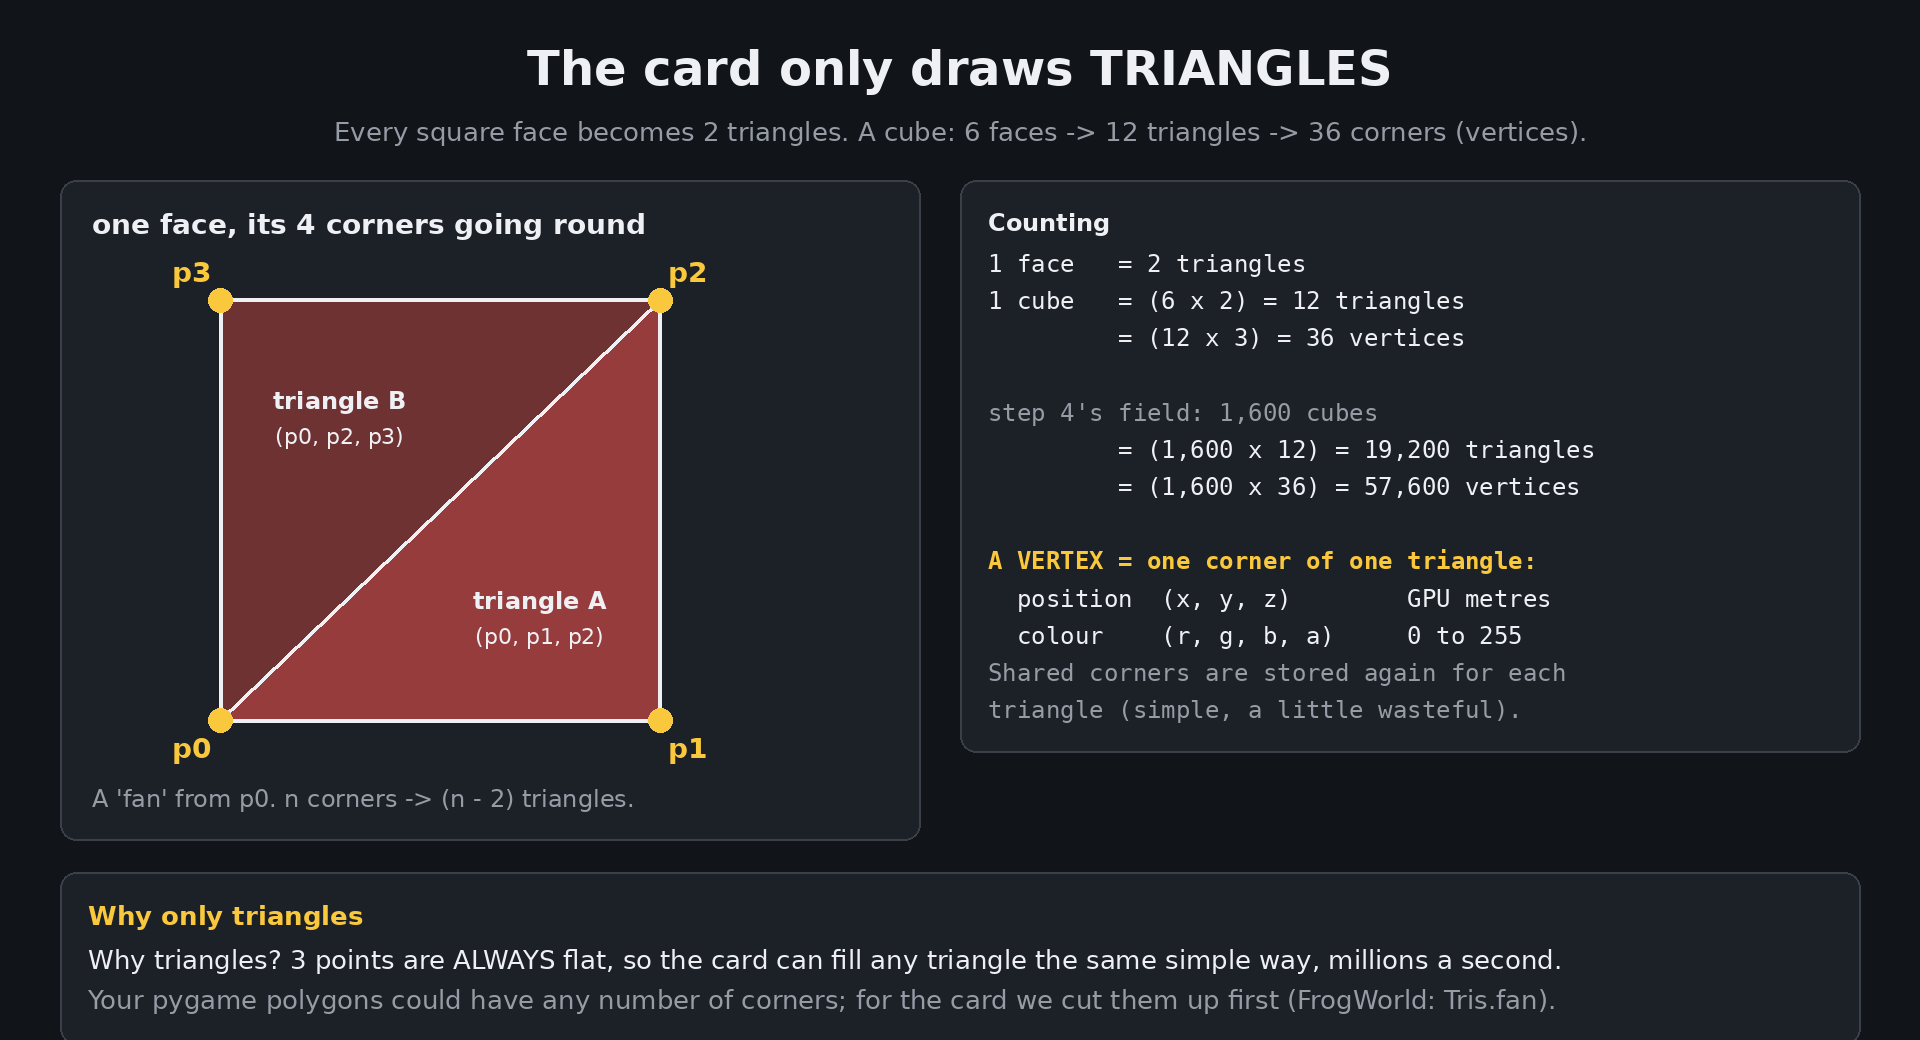 The card only draws TRIANGLES
Every square face becomes 2 triangles. A cube: 6 faces -> 12 triangles -> 36 corners (vertices).
one face, its 4 corners going round
p3
p2
triangle B
(p0, p2, p3)
triangle A
(p0, p1, p2)
p0
p1
A 'fan' from p0. n corners -> (n - 2) triangles.
Counting
1 face   = 2 triangles
1 cube   = (6 x 2) = 12 triangles
= (12 x 3) = 36 vertices
step 4's field: 1,600 cubes
= (1,600 x 12) = 19,200 triangles
= (1,600 x 36) = 57,600 vertices
A VERTEX = one corner of one triangle:
position  (x, y, z)        GPU metres
colour    (r, g, b, a)     0 to 255
Shared corners are stored again for each
triangle (simple, a little wasteful).
Why only triangles
Why triangles? 3 points are ALWAYS flat, so the card can fill any triangle the same simple way, millions a second.
Your pygame polygons could have any number of corners; for the card we cut them up first (FrogWorld: Tris.fan).